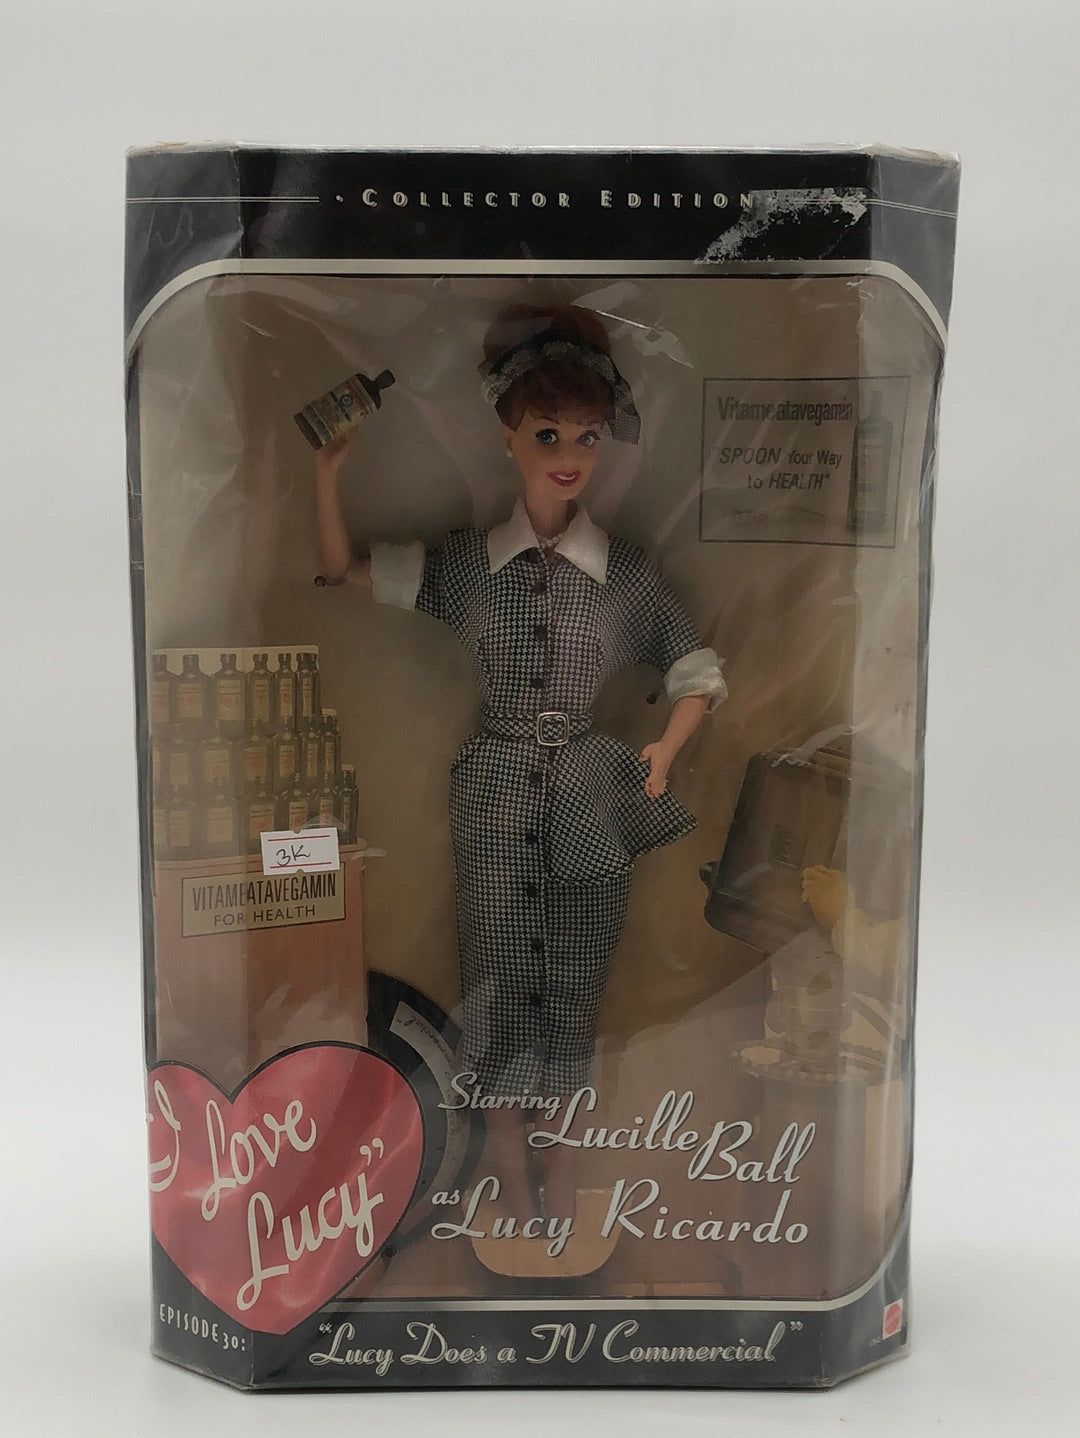 COLLECTOR EDITION
Vitameatavegamin
SPOON Your Way
to HEALTH"
3K
VITAMEATAVEGAMIN
FOR HEALTH
"I Love Lucy"
Starring Lucille Ball
as Lucy Ricardo
EPISODE 30:
"Lucy Does a TV Commercial"